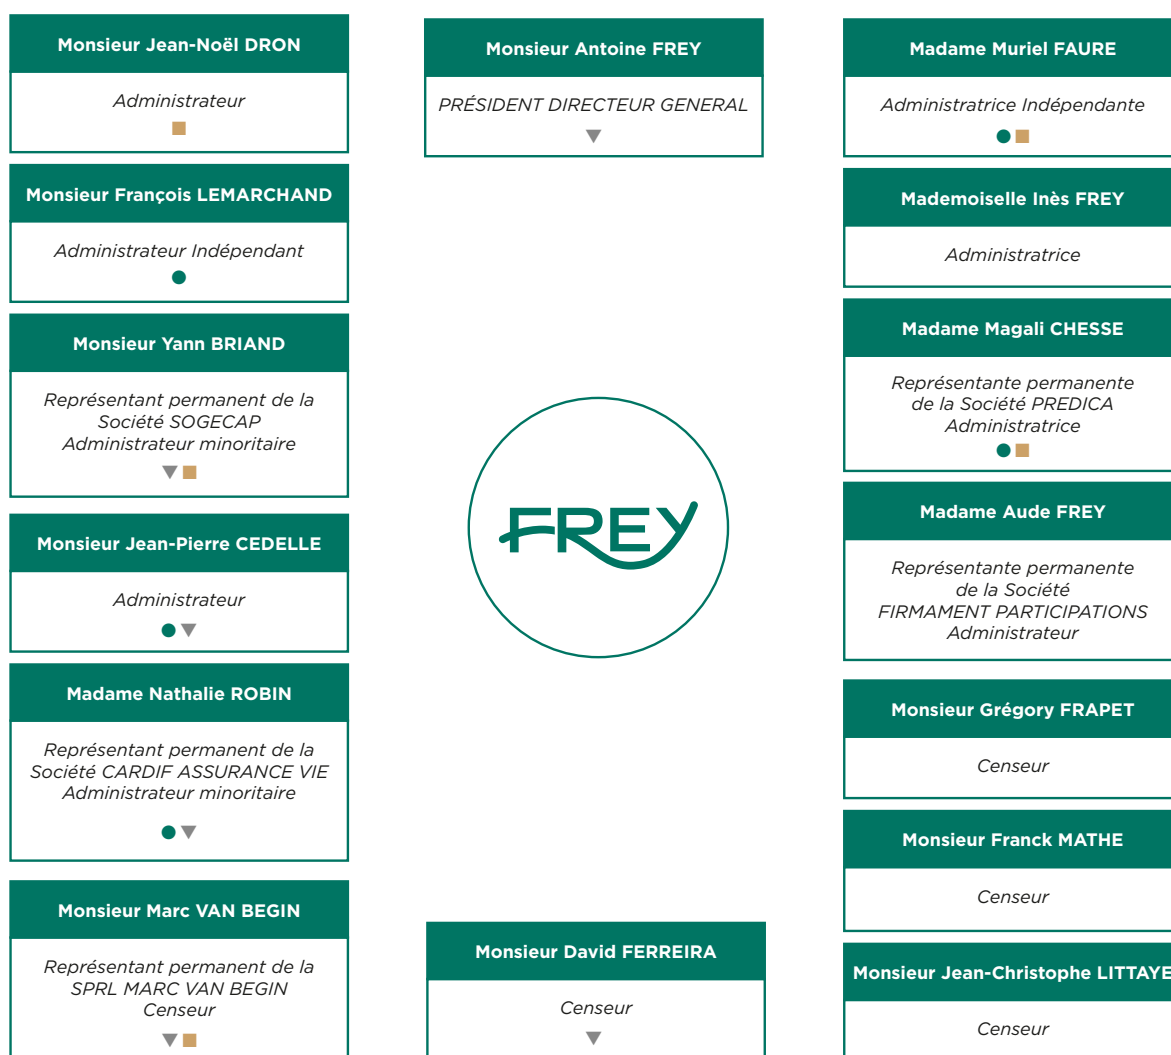 Monsieur Jean-Noël DRON
Administrateur
Monsieur François LEMARCHAND
Administrateur Indépendant
Monsieur Yann BRIAND
Représentant permanent de la
Société SOGECAP
Administrateur minoritaire
Monsieur Jean-Pierre CEDELLE
Administrateur
Madame Nathalie ROBIN
Représentant permanent de la
Société CARDIF ASSURANCE VIE
Administrateur minoritaire
Monsieur Marc VAN BEGIN
Représentant permanent de la
SPRL MARC VAN BEGIN
Censeur
Monsieur Antoine FREY
PRÉSIDENT DIRECTEUR GENERAL
FREY
Monsieur David FERREIRA
Censeur
Madame Muriel FAURE
Administratrice Indépendante
Mademoiselle Inès FREY
Administratrice
Madame Magali CHESSE
Représentante permanente
de la Société PREDICA
Administratrice
Madame Aude FREY
Représentante permanente
de la Société
FIRMAMENT PARTICIPATIONS
Administrateur
Monsieur Grégory FRAPET
Censeur
Monsieur Franck MATHE
Censeur
Monsieur Jean-Christophe LITTAYE
Censeur